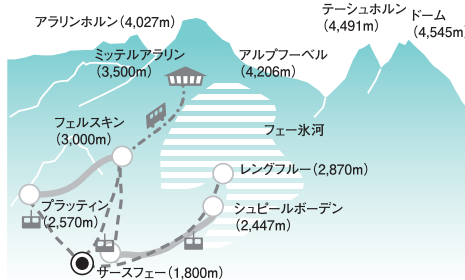 テーシュホルン
(4,491m)
ドーム
(4,545m)
アラリンホルン(4,027m)
ミッテルアラリン
(3,500m)
アルプフーベル
(4,206m)
フェルスキン
(3,000m)
フェー氷河
レングフルー(2,870m)
プラッティン
(2,570m)
シュピールボーデン
(2,447m)
サースフェー(1,800m)